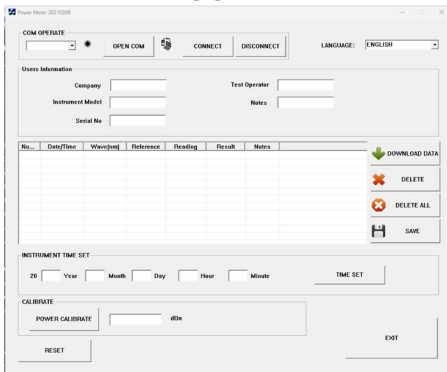 Power Meter 20210309
COM OPERATE
OPEN COM CONNECT DISCONNECT LANGUAGE: ENGLISH
Users Information
Company Test Operator
Instrument Model Notes
Serial No
Nu... Date/Time Wave(nm) Reference Reading Result Notes
DOWNLOAD DATA
DELETE
DELETE ALL
SAVE
INSTRUMENT TIME SET
20 Year Month Day Hour Minute TIME SET
CALIBRATE
POWER CALIBRATE dBm
EXIT
RESET